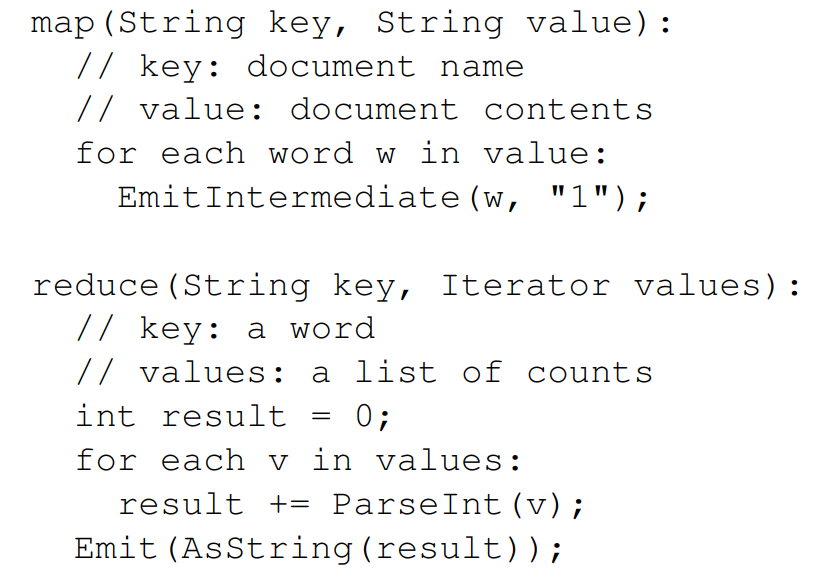 map(String key, String value):
// key: document name
// value: document contents
for each word w in value:
EmitIntermediate(w, "1");
reduce(String key, Iterator values):
// key: a word
// values: a list of counts
int result = 0;
for each v in values:
result += ParseInt(v);
Emit(AsString(result));